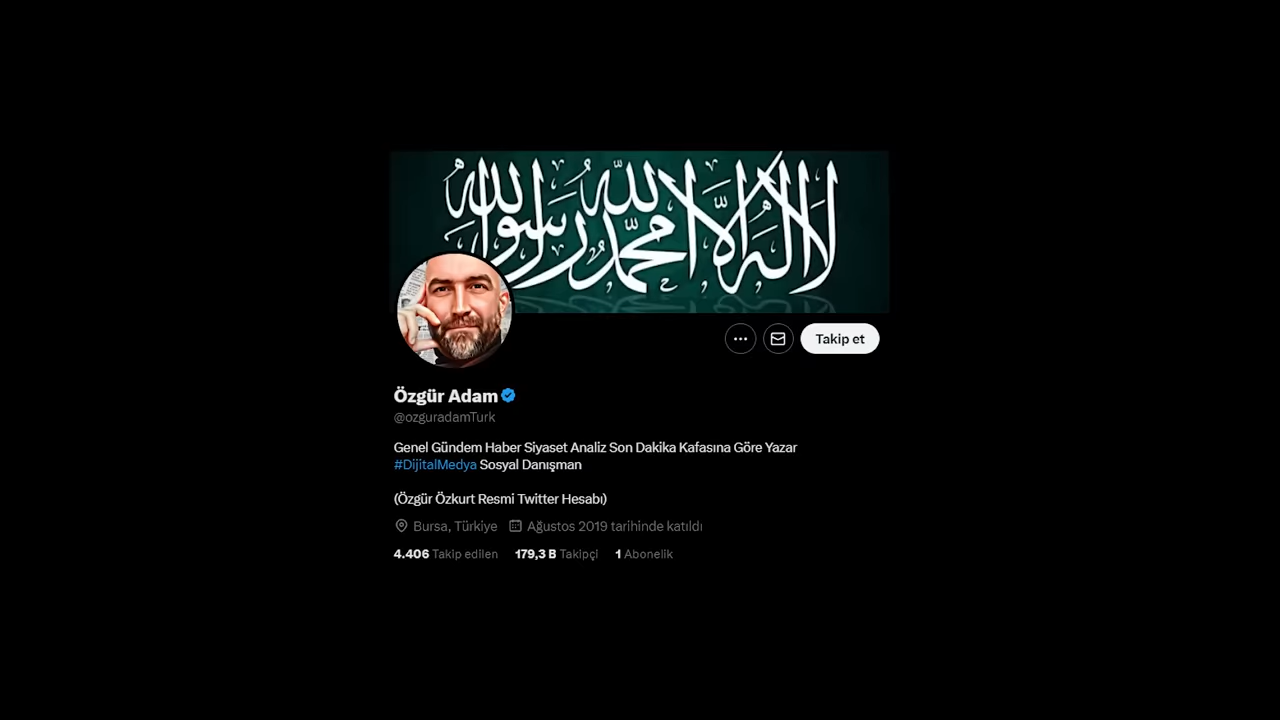 لا إله إلا الله محمد رسول الله
Takip et
Özgür Adam
@ozguradamTurk
Genel Gündem Haber Siyaset Analiz Son Dakika Kafasına Göre Yazar
#DijitalMedya Sosyal Danışman
(Özgür Özkurt Resmi Twitter Hesabı)
Bursa, Türkiye Ağustos 2019 tarihinde katıldı
4.406 Takip edilen 179,3 B Takipçi 1 Abonelik